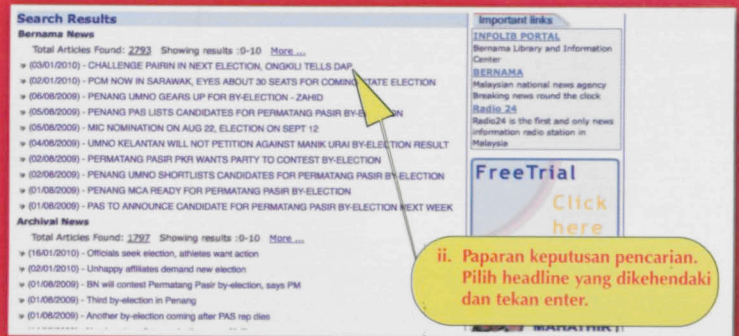 Search Results
Bernama News
Total Articles Found: 2793 Showing results :0-10 More ...
» (03/01/2010) - CHALLENGE PAIRIN IN NEXT ELECTION, ONGKILI TELLS DAP
» (02/01/2010) - PCM NOW IN SARAWAK, EYES ABOUT 30 SEATS FOR COMING STATE ELECTION
» (06/08/2009) - PENANG UMNO GEARS UP FOR BY-ELECTION - ZAHID
» (05/08/2009) - PENANG PAS LISTS CANDIDATES FOR PERMATANG PASIR BY-ELECTION
» (05/08/2009) - MIC NOMINATION ON AUG 22, ELECTION ON SEPT 12
» (04/08/2009) - UMNO KELANTAN WILL NOT PETITION AGAINST MANIK URAI BY-ELECTION RESULT
» (02/08/2009) - PERMATANG PASIR PKR WANTS PARTY TO CONTEST BY-ELECTION
» (02/08/2009) - PENANG UMNO SHORTLISTS CANDIDATES FOR PERMATANG PASIR BY-ELECTION
» (01/08/2009) - PENANG MCA READY FOR PERMATANG PASIR BY-ELECTION
» (01/08/2009) - PAS TO ANNOUNCE CANDIDATE FOR PERMATANG PASIR BY-ELECTION NEXT WEEK
Archival News
Total Articles Found: 1797 Showing results :0-10 More ...
» (16/01/2010) - Officials seek election, athletes want action
» (02/01/2010) - Unhappy affiliates demand new election
» (01/08/2009) - BN will contest Permatang Pasir by-election, says PM
» (01/08/2009) - Third by-election in Penang
» (01/08/2009) - Another by-election coming after PAS rep dies
Important links
INFOLIB PORTAL
Bernama Library and Information
Center
BERNAMA
Malaysian national news agency
Breaking news round the clock
Radio 24
Radio24 is the first and only news
information radio station in
Malaysia
FreeTrial
Click
here
ii. Paparan keputusan pencarian.
Pilih headline yang dikehendaki
dan tekan enter.